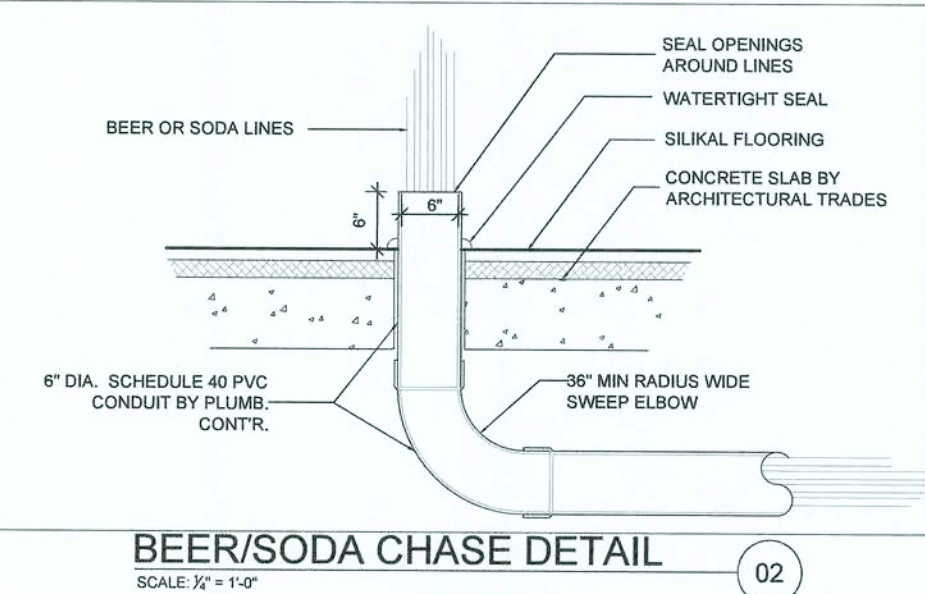 SEAL OPENINGS
AROUND LINES
WATERTIGHT SEAL
BEER OR SODA LINES
SILIKAL FLOORING
CONCRETE SLAB BY
ARCHITECTURAL TRADES
6"
6"
6" DIA. SCHEDULE 40 PVC
CONDUIT BY PLUMB.
CONT'R.
36" MIN RADIUS WIDE
SWEEP ELBOW
BEER/SODA CHASE DETAIL
02
SCALE: ¼" = 1'-0"